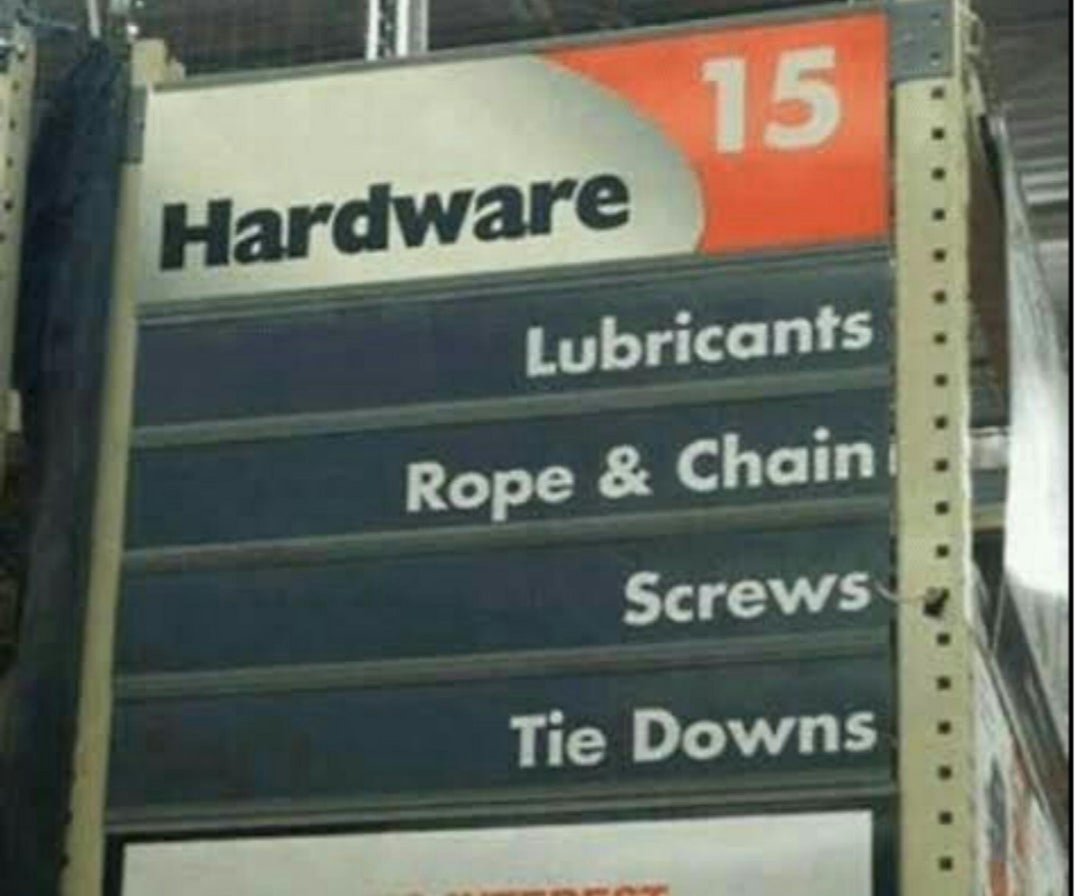 15
Hardware
Lubricants
Rope & Chain
Screws
Tie Downs